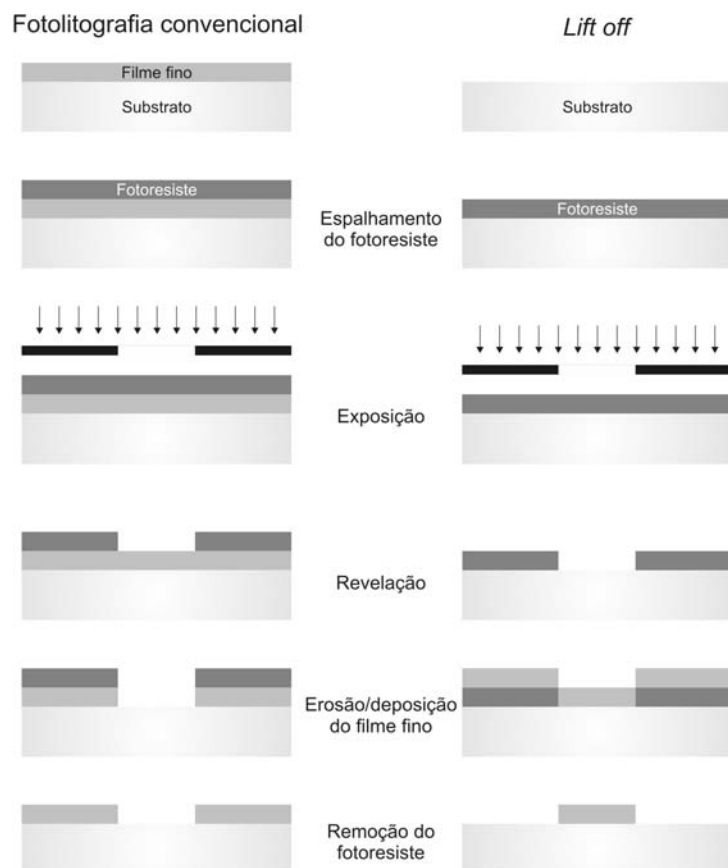 Fotolitografia convencional
Lift off
Filme fino
Substrato
Substrato
Fotoresiste
Espalhamento
do fotoresiste
Fotoresiste
Exposição
Revelação
Erosão/deposição
do filme fino
Remoção do
fotoresiste